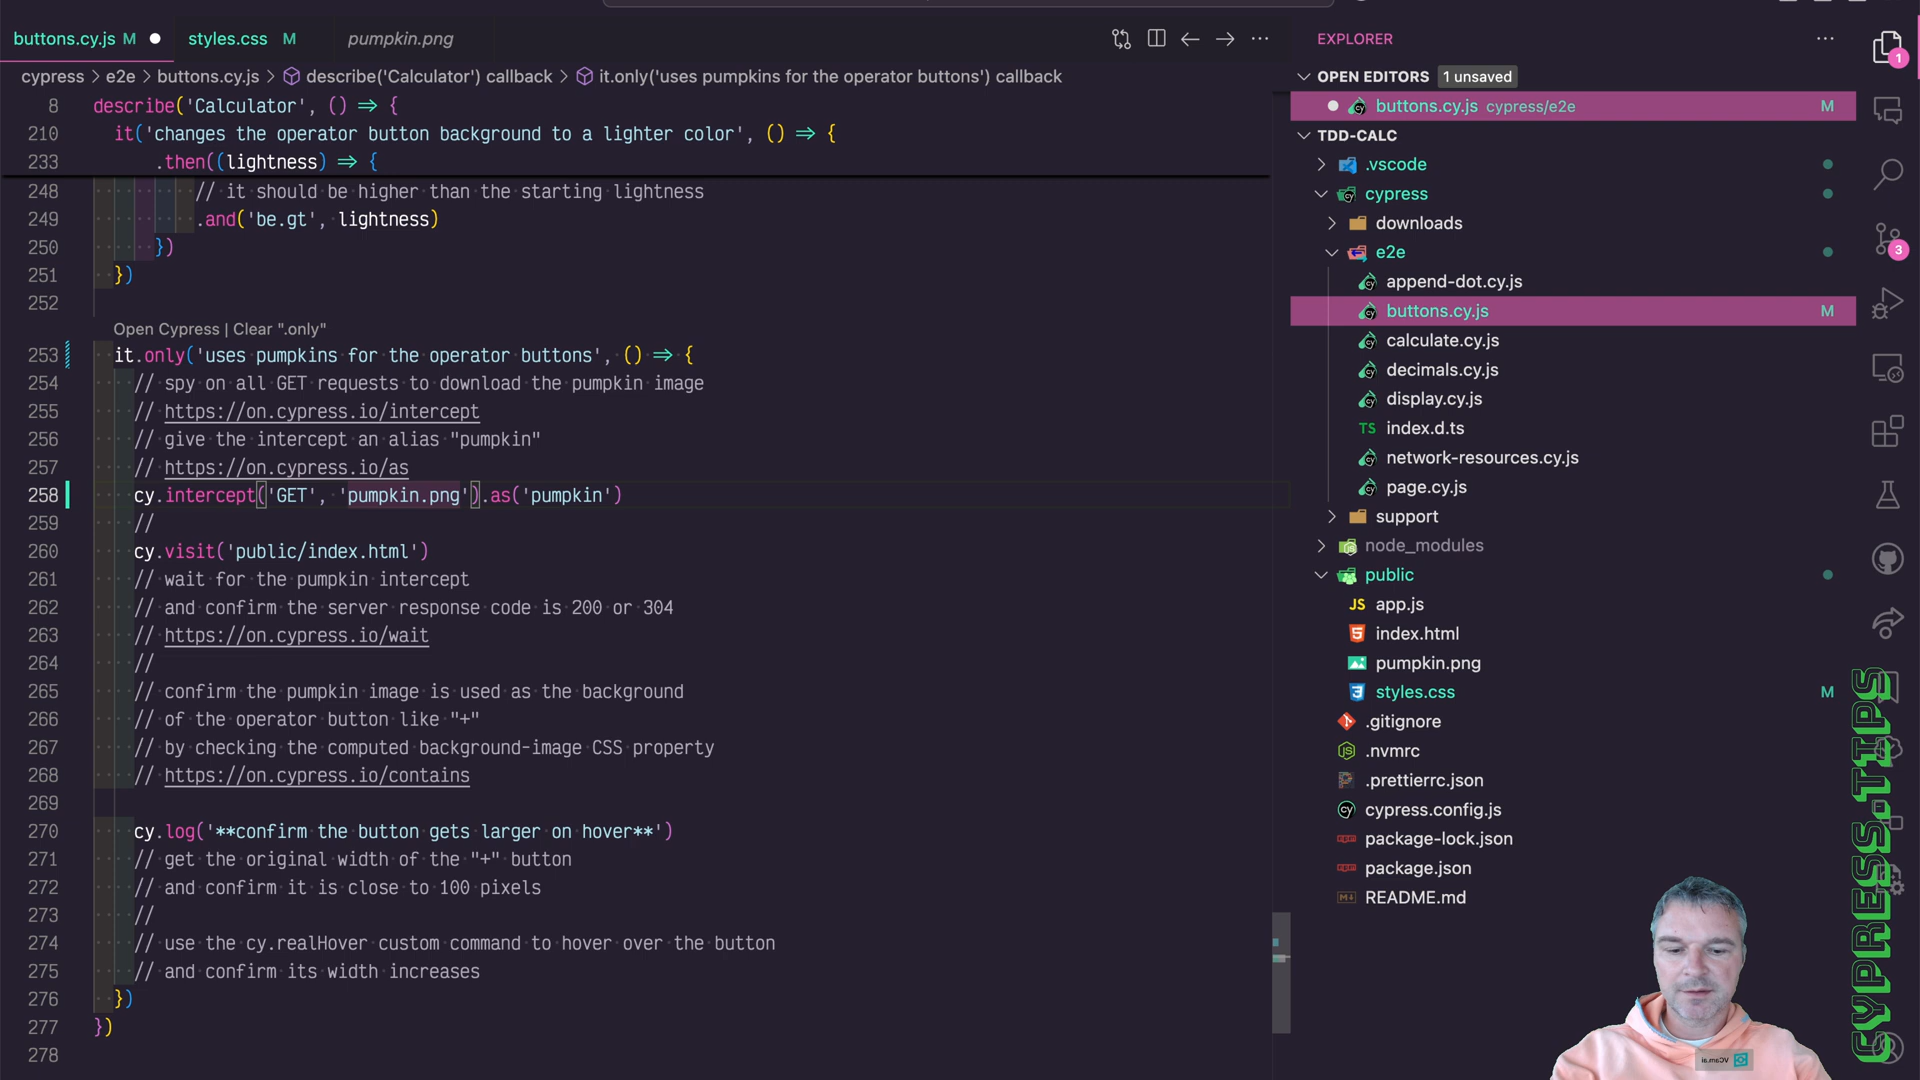 buttons.cy.js M
styles.css M
pumpkin.png
cypress > e2e > buttons.cy.js > describe('Calculator') callback > it.only('uses pumpkins for the operator buttons') callback
8 describe('Calculator', () => {
210 it('changes the operator button background to a lighter color', () => {
233 .then((lightness) => {
248 // it should be higher than the starting lightness
249 .and('be.gt', lightness)
250 })
251 })
252
Open Cypress | Clear ".only"
253 it.only('uses pumpkins for the operator buttons', () => {
254 // spy on all GET requests to download the pumpkin image
255 // https://on.cypress.io/intercept
256 // give the intercept an alias "pumpkin"
257 // https://on.cypress.io/as
258 cy.intercept('GET', 'pumpkin.png').as('pumpkin')
259 //
260 cy.visit('public/index.html')
261 // wait for the pumpkin intercept
262 // and confirm the server response code is 200 or 304
263 // https://on.cypress.io/wait
264 //
265 // confirm the pumpkin image is used as the background
266 // of the operator button like "+"
267 // by checking the computed background-image CSS property
268 // https://on.cypress.io/contains
269
270 cy.log('**confirm the button gets larger on hover**')
271 // get the original width of the "+" button
272 // and confirm it is close to 100 pixels
273 //
274 // use the cy.realHover custom command to hover over the button
275 // and confirm its width increases
276 })
277 })
278
EXPLORER
OPEN EDITORS 1 unsaved
buttons.cy.js cypress/e2e M
TDD-CALC
.vscode
cypress
downloads
e2e
append-dot.cy.js
buttons.cy.js M
calculate.cy.js
decimals.cy.js
display.cy.js
TS index.d.ts
network-resources.cy.js
page.cy.js
support
node_modules
public
JS app.js
index.html
pumpkin.png
styles.css M
.gitignore
.nvmrc
.prettierrc.json
cypress.config.js
package-lock.json
package.json
README.md
1
3
CYPRESS.TIPS
VCam.ai